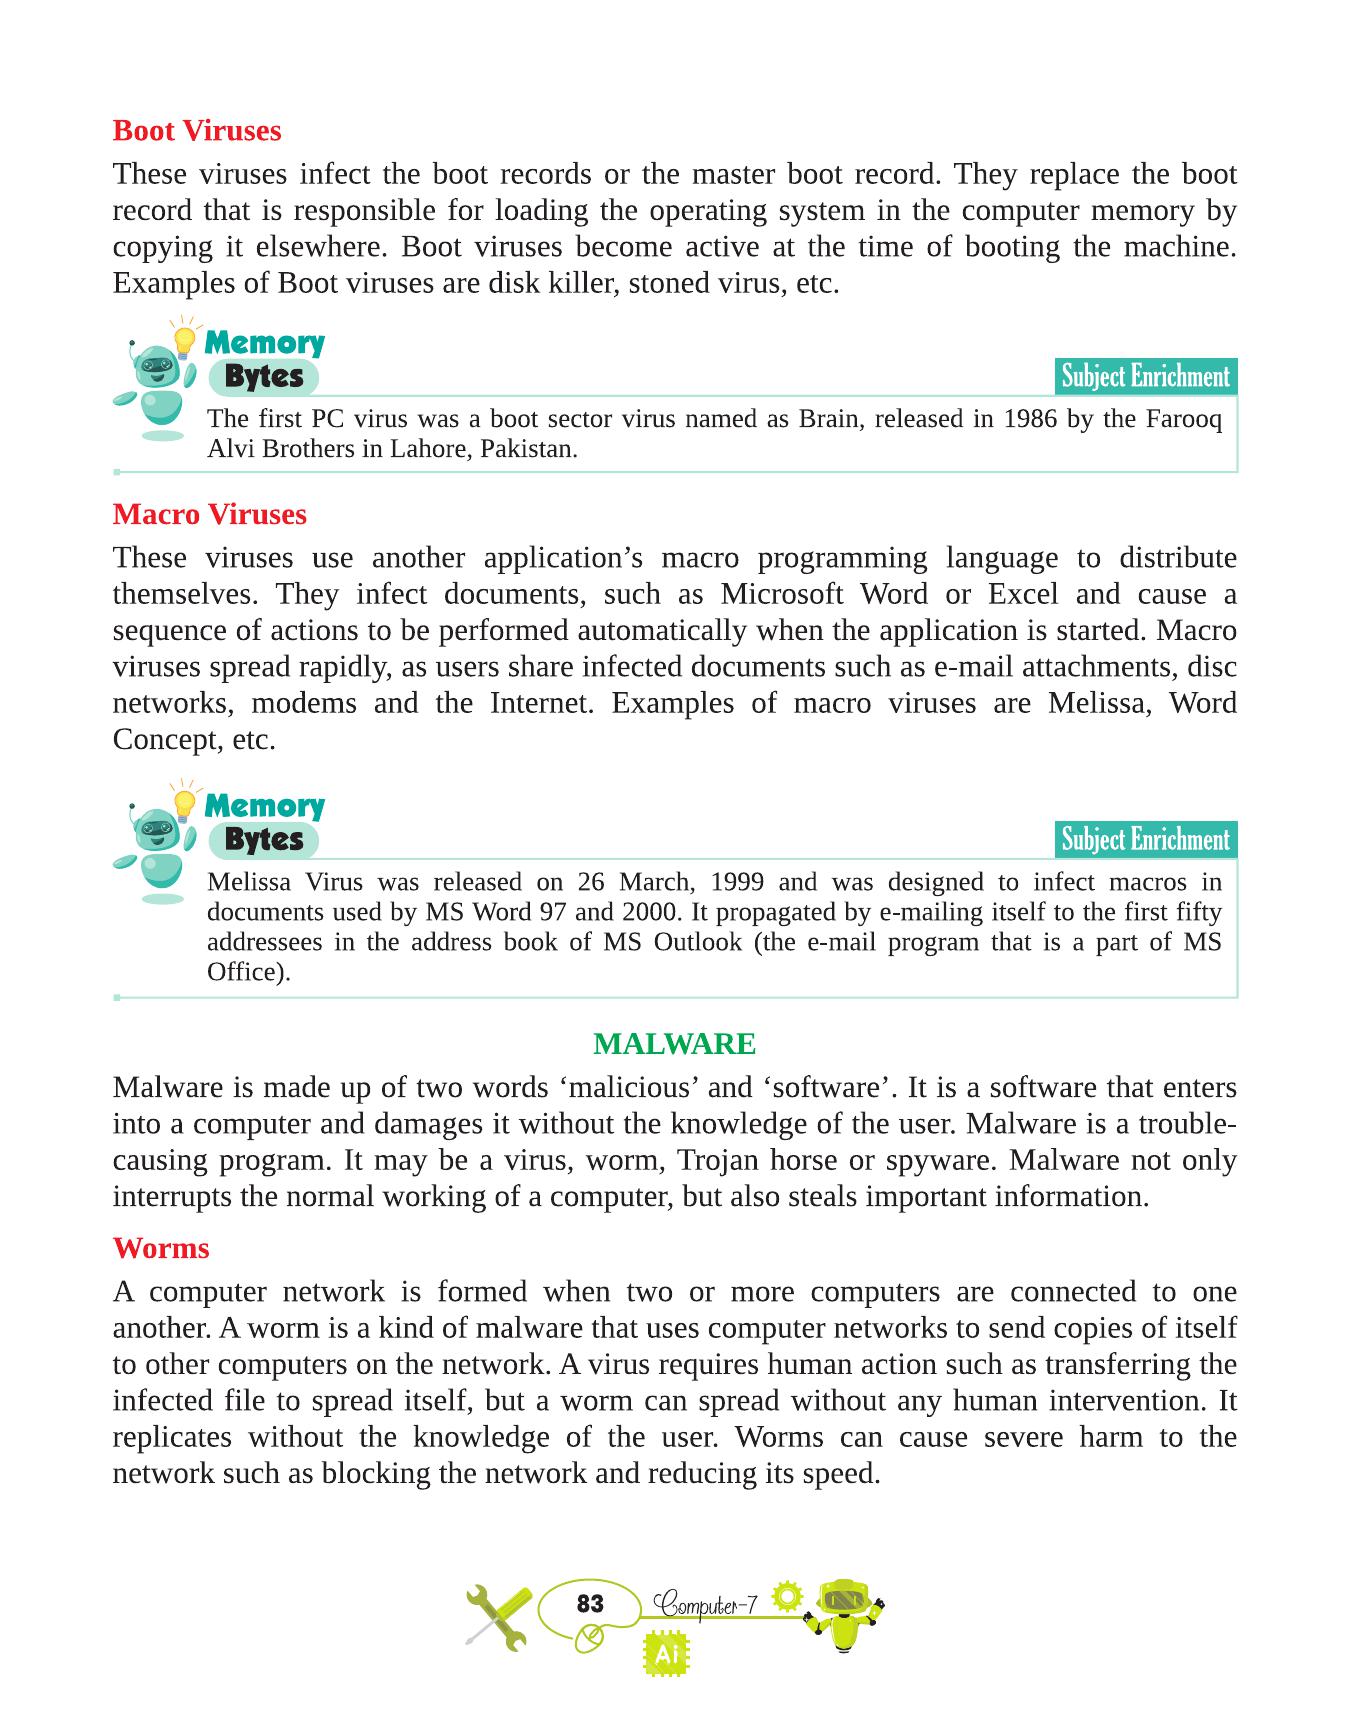 Boot Viruses
These viruses infect the boot records or the master boot record. They replace the boot
record that is responsible for loading the operating system in the computer memory by
copying it elsewhere. Boot viruses become active at the time of booting the machine.
Examples of Boot viruses are disk killer, stoned virus, etc.
Memory
Bytes
Subject Enrichment
The first PC virus was a boot sector virus named as Brain, released in 1986 by the Farooq
Alvi Brothers in Lahore, Pakistan.
Macro Viruses
These viruses use another application’s macro programming language to distribute
themselves. They infect documents, such as Microsoft Word or Excel and cause a
sequence of actions to be performed automatically when the application is started. Macro
viruses spread rapidly, as users share infected documents such as e-mail attachments, disc
networks, modems and the Internet. Examples of macro viruses are Melissa, Word
Concept, etc.
Memory
Bytes
Subject Enrichment
Melissa Virus was released on 26 March, 1999 and was designed to infect macros in
documents used by MS Word 97 and 2000. It propagated by e-mailing itself to the first fifty
addressees in the address book of MS Outlook (the e-mail program that is a part of MS
Office).
MALWARE
Malware is made up of two words ‘malicious’ and ‘software’. It is a software that enters
into a computer and damages it without the knowledge of the user. Malware is a trouble-
causing program. It may be a virus, worm, Trojan horse or spyware. Malware not only
interrupts the normal working of a computer, but also steals important information.
Worms
A computer network is formed when two or more computers are connected to one
another. A worm is a kind of malware that uses computer networks to send copies of itself
to other computers on the network. A virus requires human action such as transferring the
infected file to spread itself, but a worm can spread without any human intervention. It
replicates without the knowledge of the user. Worms can cause severe harm to the
network such as blocking the network and reducing its speed.
83
Computer-7
Ai